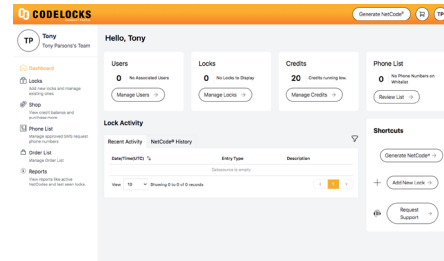 CODELOCKS
Generate NetCode®
TP
TP
Tony
Tony Parsons's Team
Dashboard
Locks
Add new locks and manage
existing ones
Shop
View credit balance and
purchase more
Phone List
Manage approved SMS request
phone numbers
Order List
Manage Order List
Reports
View reports like active
NetCodes and last seen locks.
Hello, Tony
Users
0 No Associated Users
Manage Users →
Locks
0 No Locks to Display
Manage Locks →
Credits
20 Credits running low.
Manage Credits →
Phone List
0 No Phone Numbers on
Whitelist
Review List →
Lock Activity
Recent Activity NetCode® History
Date/Time(UTC) Entry Type Description
Datasource is empty
View 10 Showing 0 to 0 of 0 records
1
Shortcuts
Generate NetCode® →
Add New Lock →
Request
Support →